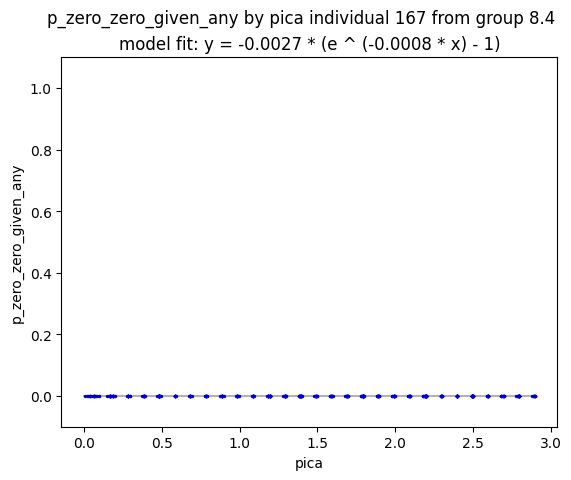 p_zero_zero_given_any by pica individual 167 from group 8.4
model fit: y = -0.0027 * (e ^ (-0.0008 * x) - 1)
1.0
0.8
0.6
0.4
0.2
0.0
p_zero_zero_given_any
0.0 0.5 1.0 1.5 2.0 2.5 3.0
pica